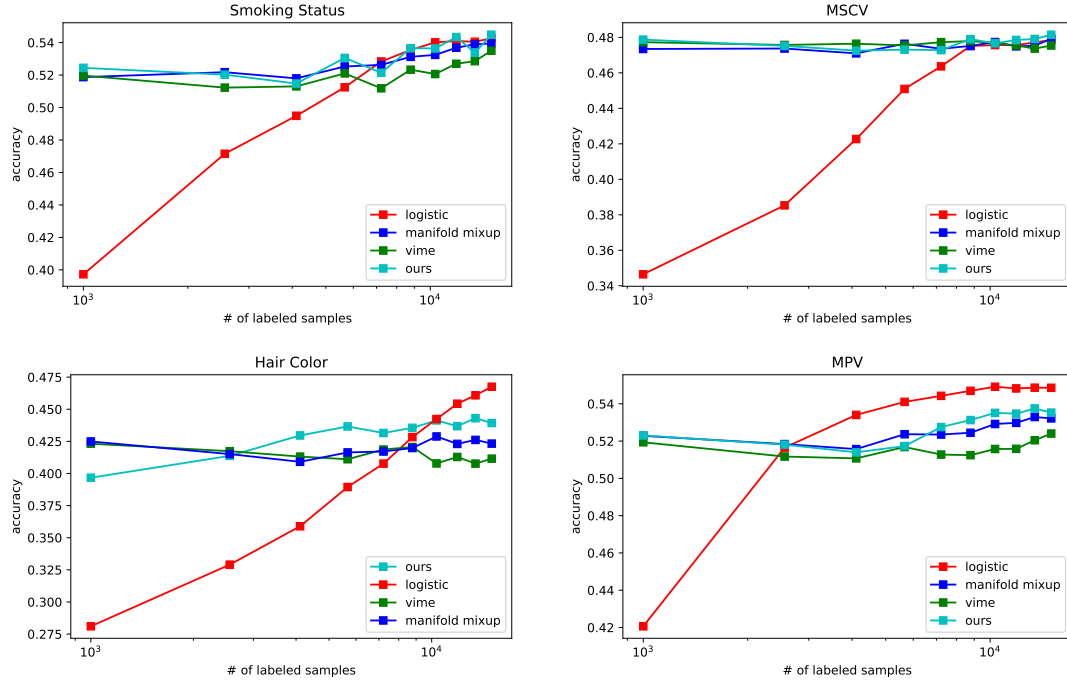 Smoking Status
accuracy
0.54
0.52
0.50
0.48
0.46
0.44
0.42
0.40
10³
10⁴
# of labeled samples
logistic
manifold mixup
vime
ours
MSCV
accuracy
0.48
0.46
0.44
0.42
0.40
0.38
0.36
0.34
10³
10⁴
# of labeled samples
logistic
manifold mixup
vime
ours
Hair Color
accuracy
0.475
0.450
0.425
0.400
0.375
0.350
0.325
0.300
0.275
10³
10⁴
# of labeled samples
ours
logistic
vime
manifold mixup
MPV
accuracy
0.54
0.52
0.50
0.48
0.46
0.44
0.42
10³
10⁴
# of labeled samples
logistic
manifold mixup
vime
ours